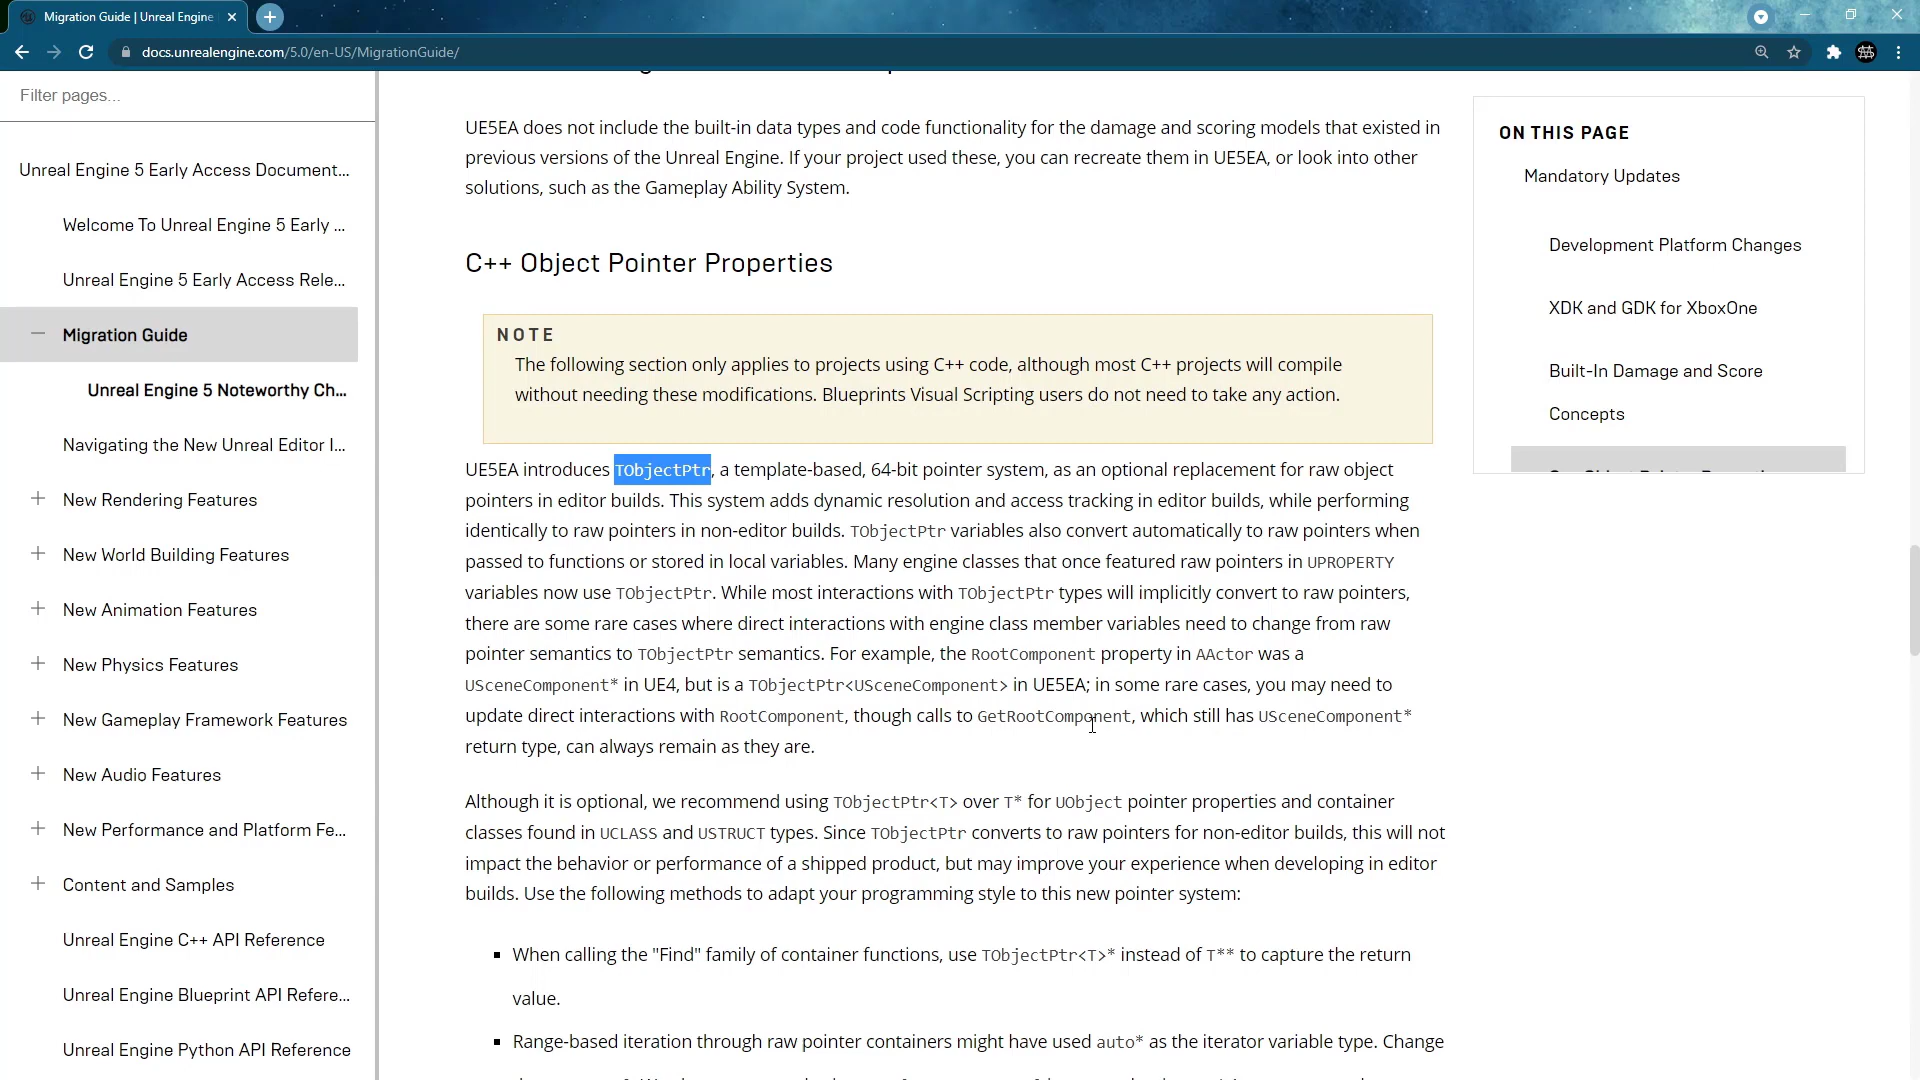 Migration Guide | Unreal Engine
docs.unrealengine.com/5.0/en-US/MigrationGuide/
Filter pages...
Unreal Engine 5 Early Access Document...
Welcome To Unreal Engine 5 Early ...
Unreal Engine 5 Early Access Rele...
Migration Guide
Unreal Engine 5 Noteworthy Ch...
Navigating the New Unreal Editor I...
New Rendering Features
New World Building Features
New Animation Features
New Physics Features
New Gameplay Framework Features
New Audio Features
New Performance and Platform Fe...
Content and Samples
Unreal Engine C++ API Reference
Unreal Engine Blueprint API Refere...
Unreal Engine Python API Reference
UE5EA does not include the built-in data types and code functionality for the damage and scoring models that existed in
previous versions of the Unreal Engine. If your project used these, you can recreate them in UE5EA, or look into other
solutions, such as the Gameplay Ability System.
C++ Object Pointer Properties
NOTE
The following section only applies to projects using C++ code, although most C++ projects will compile
without needing these modifications. Blueprints Visual Scripting users do not need to take any action.
UE5EA introduces TObjectPtr, a template-based, 64-bit pointer system, as an optional replacement for raw object
pointers in editor builds. This system adds dynamic resolution and access tracking in editor builds, while performing
identically to raw pointers in non-editor builds. TObjectPtr variables also convert automatically to raw pointers when
passed to functions or stored in local variables. Many engine classes that once featured raw pointers in UPROPERTY
variables now use TObjectPtr. While most interactions with TObjectPtr types will implicitly convert to raw pointers,
there are some rare cases where direct interactions with engine class member variables need to change from raw
pointer semantics to TObjectPtr semantics. For example, the RootComponent property in AActor was a
USceneComponent* in UE4, but is a TObjectPtr<USceneComponent> in UE5EA; in some rare cases, you may need to
update direct interactions with RootComponent, though calls to GetRootComponent, which still has USceneComponent*
return type, can always remain as they are.
Although it is optional, we recommend using TObjectPtr<T> over T* for UObject pointer properties and container
classes found in UCLASS and USTRUCT types. Since TObjectPtr converts to raw pointers for non-editor builds, this will not
impact the behavior or performance of a shipped product, but may improve your experience when developing in editor
builds. Use the following methods to adapt your programming style to this new pointer system:
When calling the "Find" family of container functions, use TObjectPtr<T>* instead of T** to capture the return
value.
Range-based iteration through raw pointer containers might have used auto* as the iterator variable type. Change
ON THIS PAGE
Mandatory Updates
Development Platform Changes
XDK and GDK for XboxOne
Built-In Damage and Score
Concepts